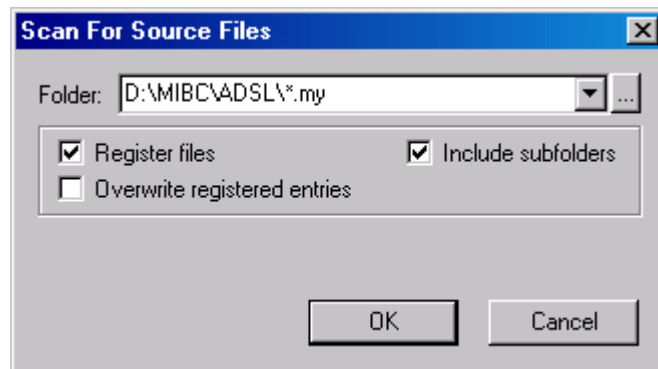 Scan For Source Files
Folder: D:\MIBC\ADSL\*.my ...
Register files Include subfolders
Overwrite registered entries
OK Cancel